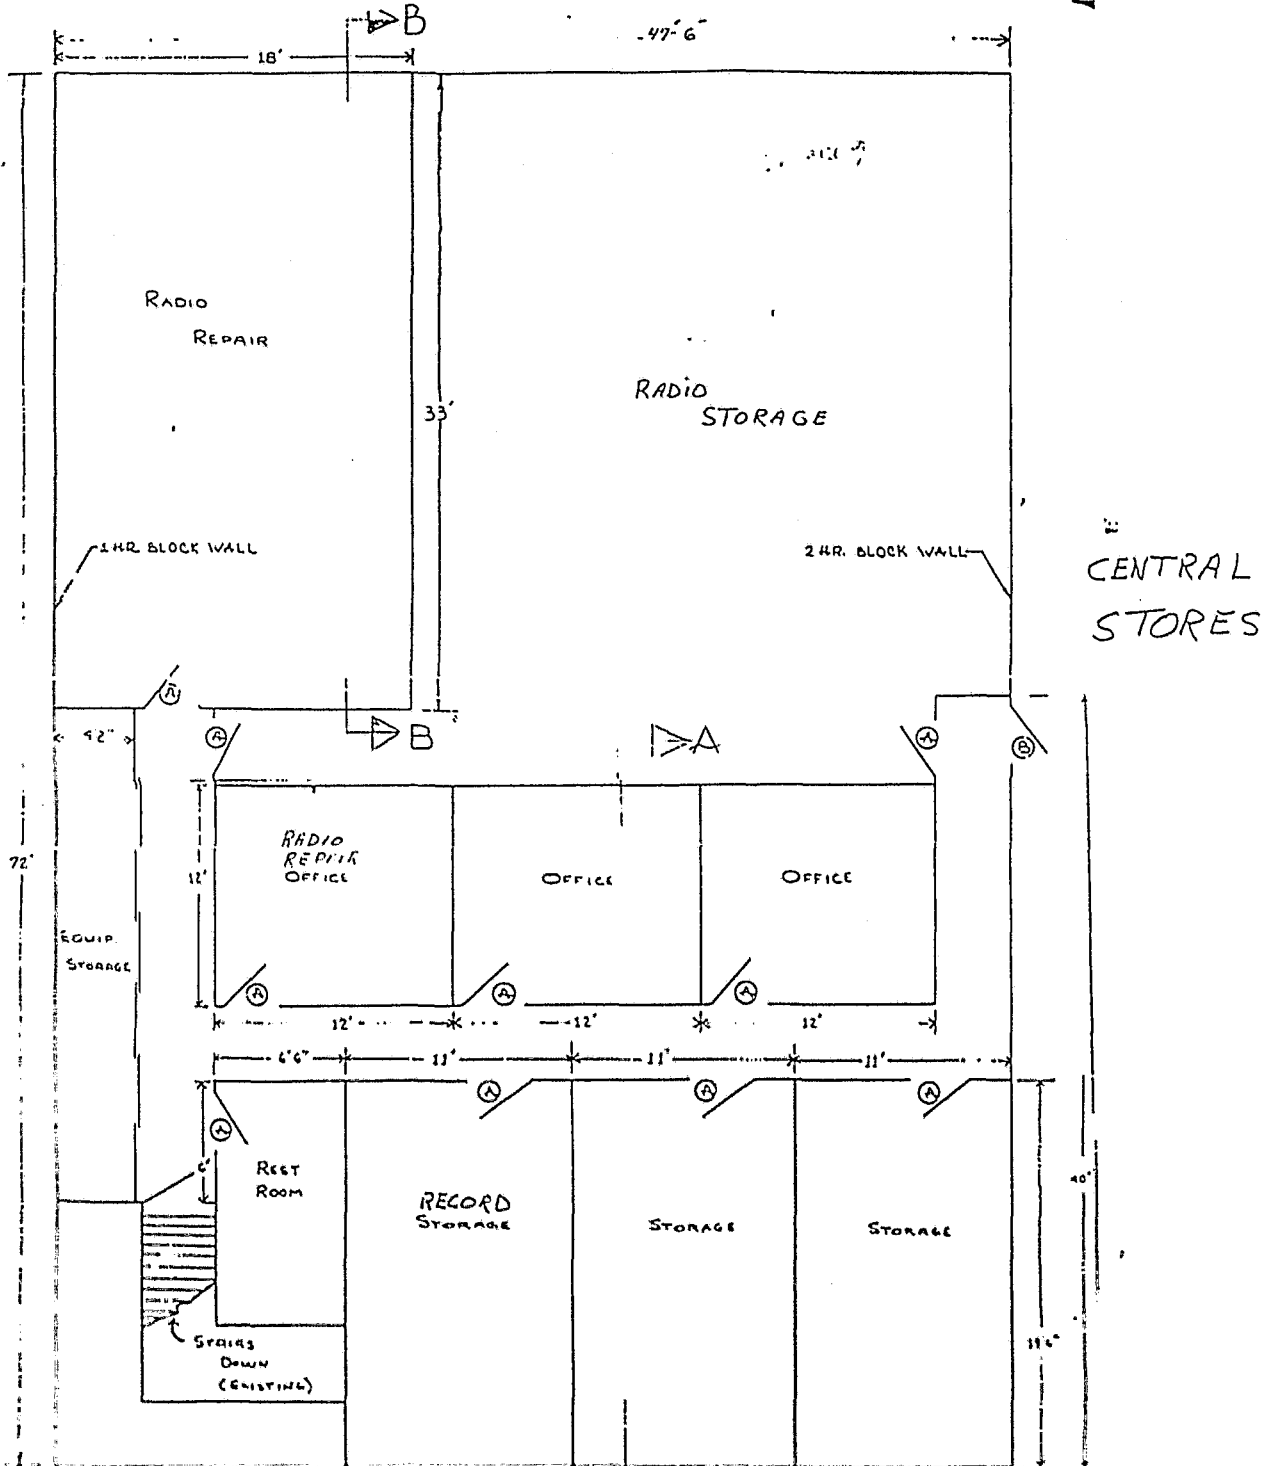 B
47'-6"
18'
RADIO
REPAIR
33'
RADIO
STORAGE
1 HR. BLOCK WALL
2 HR. BLOCK WALL
CENTRAL
STORES
A
A
B
A
A
B
42"
72'
12'
RADIO
REPAIR
OFFICE
OFFICE
OFFICE
EQUIP.
STORAGE
A
A
A
12'
12'
12'
6'6"
11'
11'
11'
A
A
A
A
6'
REST
ROOM
RECORD
STORAGE
STORAGE
STORAGE
40'
STAIRS
DOWN
(EXISTING)
19'6"